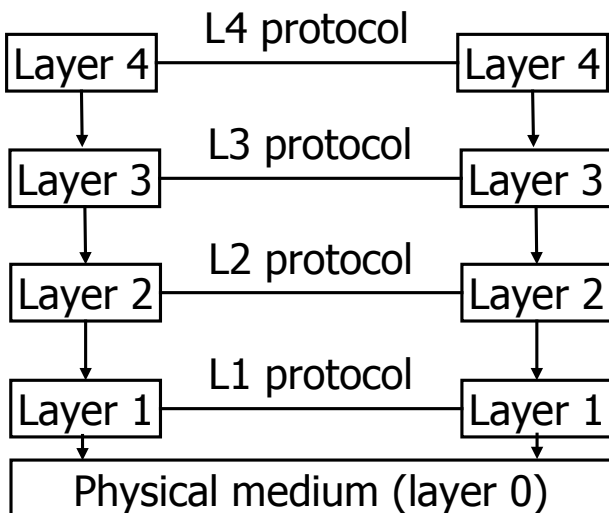 L4 protocol
Layer 4 Layer 4
L3 protocol
Layer 3 Layer 3
L2 protocol
Layer 2 Layer 2
L1 protocol
Layer 1 Layer 1
Physical medium (layer 0)